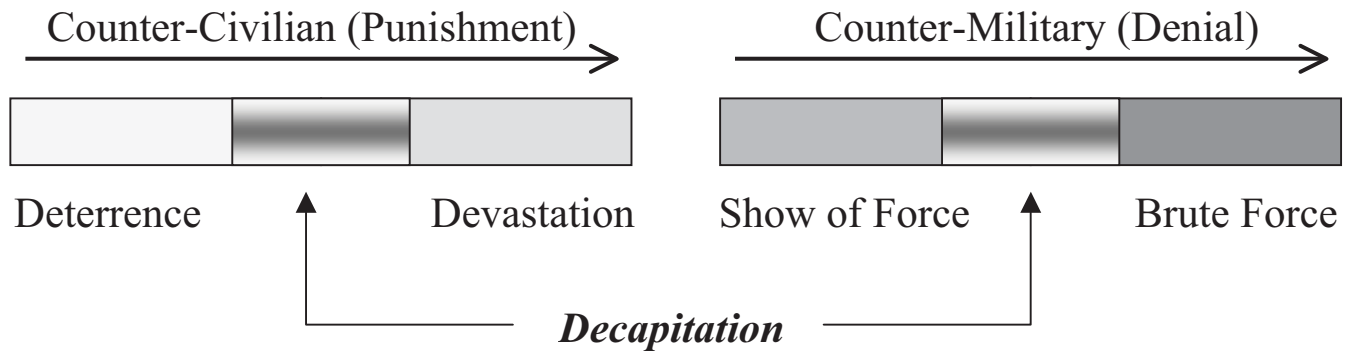 Counter-Civilian (Punishment)
Counter-Military (Denial)
Deterrence
Devastation
Show of Force
Brute Force
Decapitation